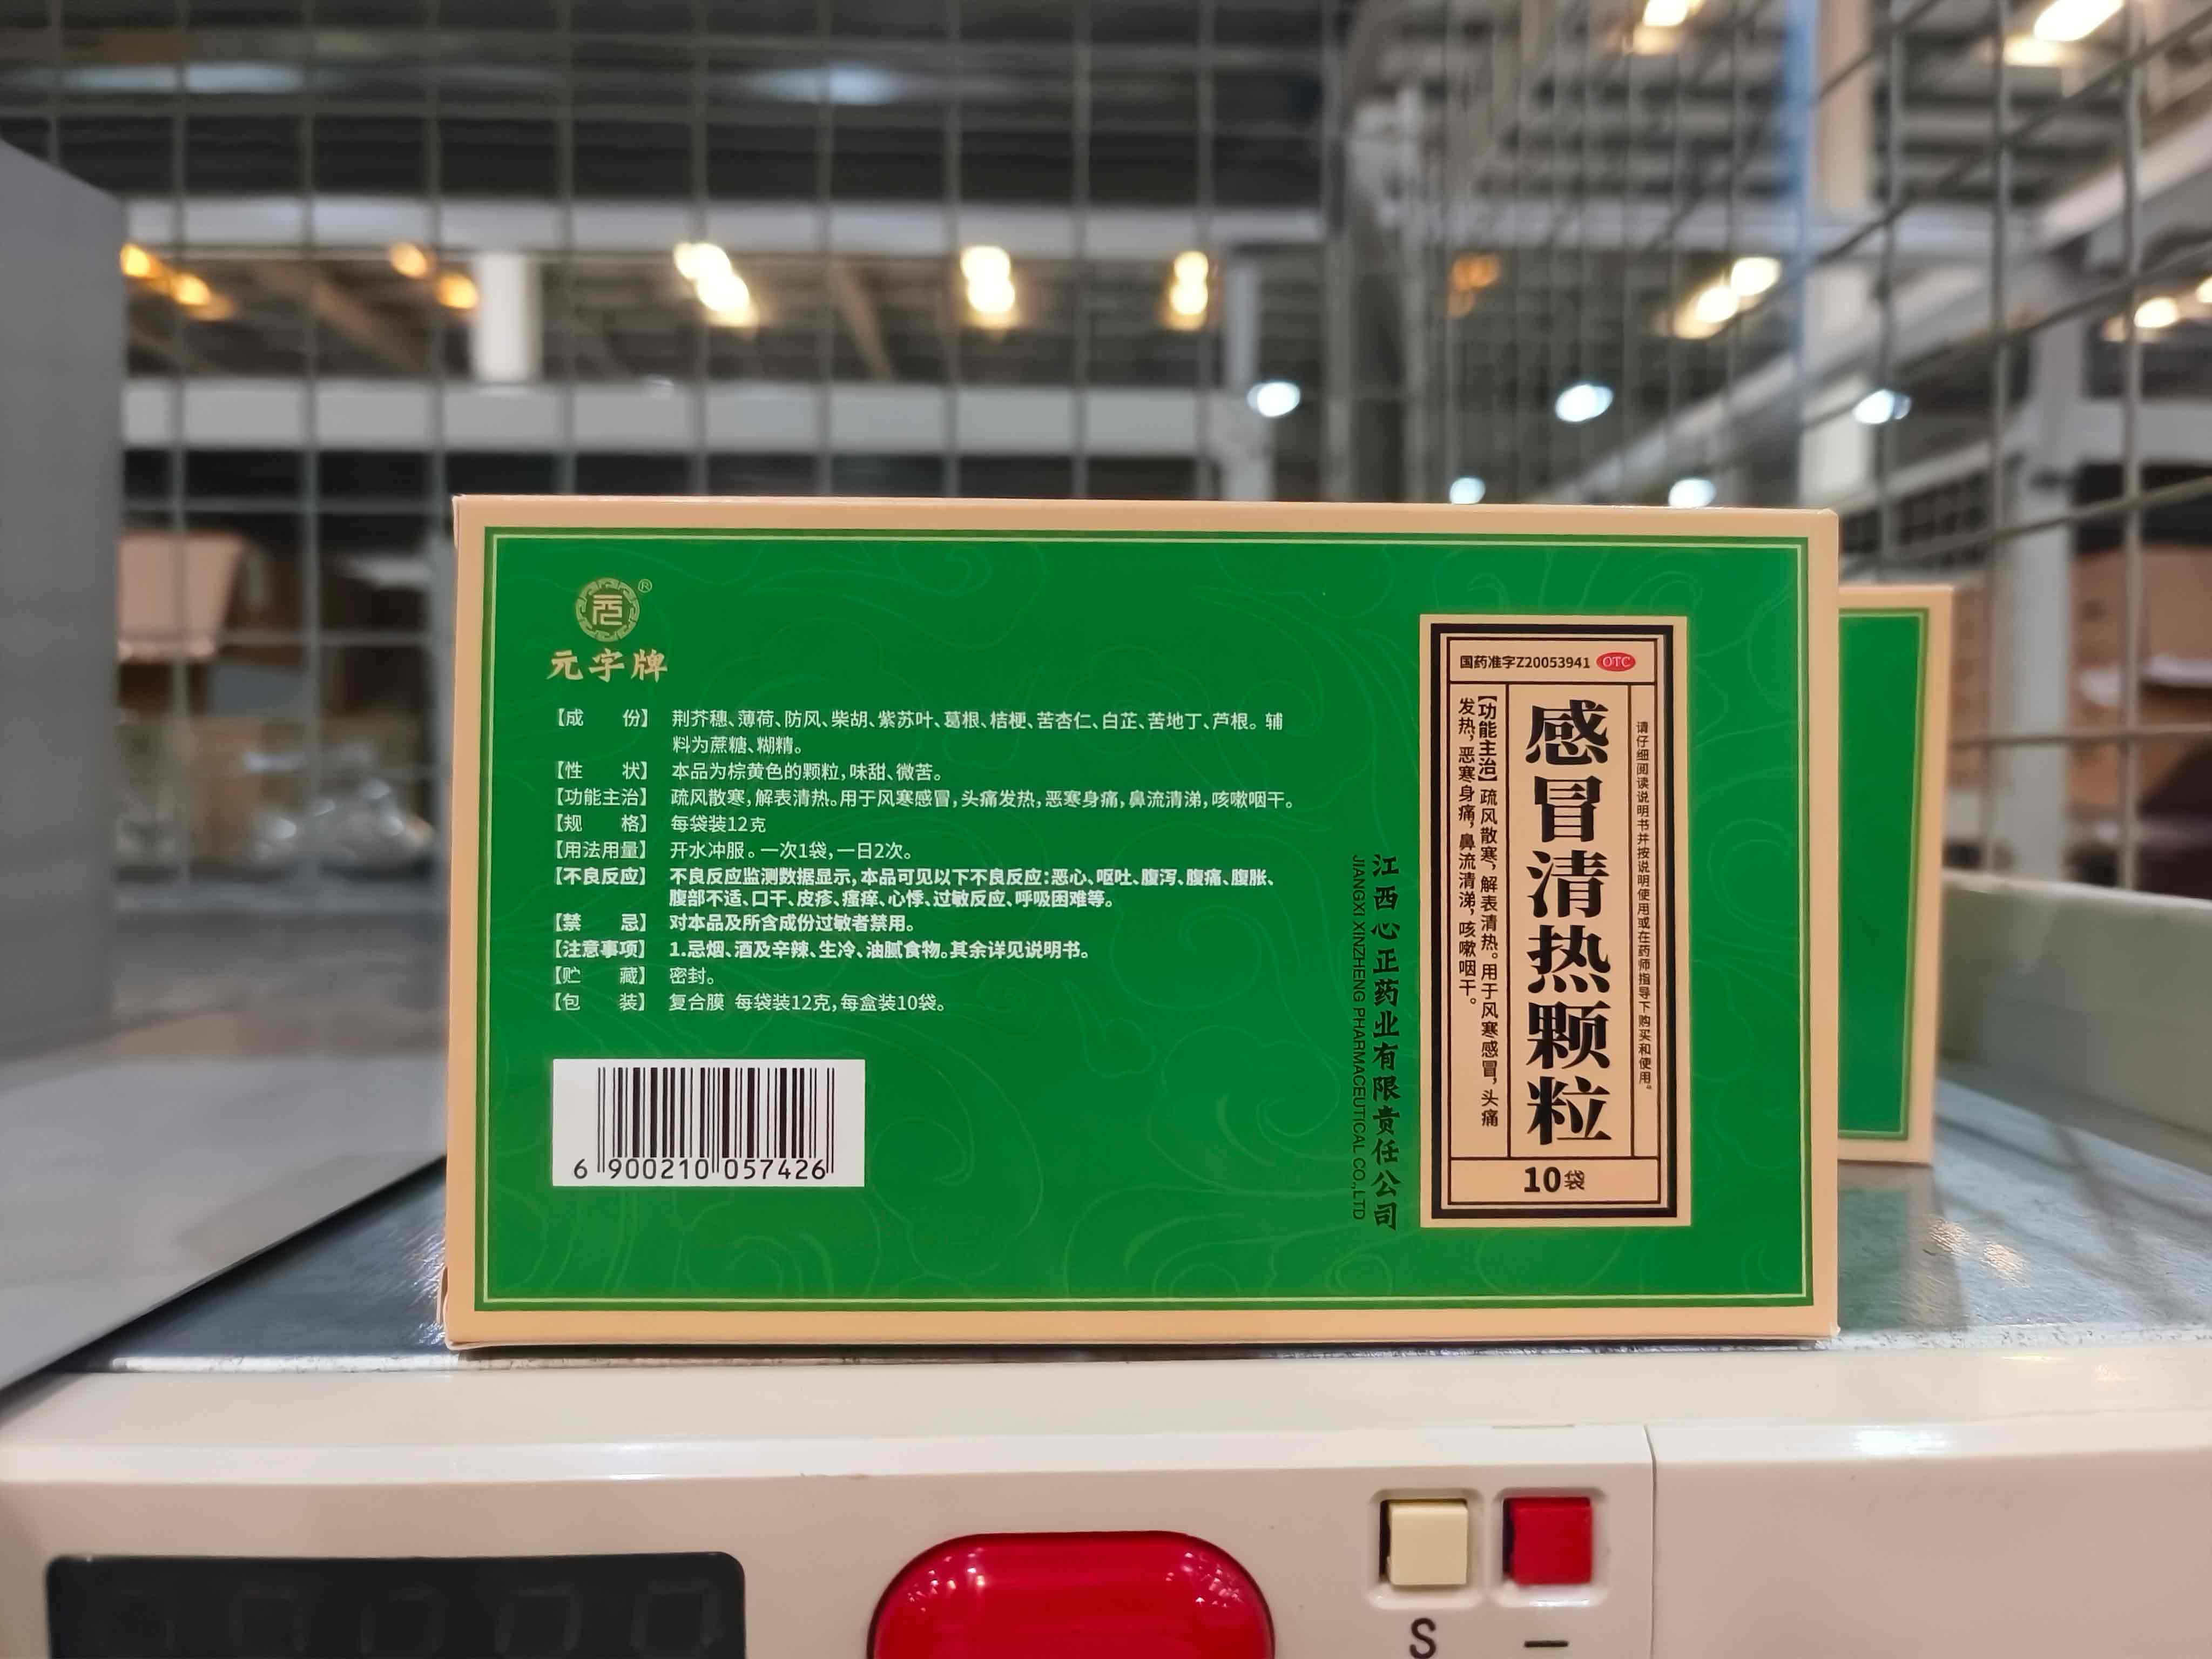 元®
元字牌
【成份】 荆芥穗、薄荷、防风、柴胡、紫苏叶、葛根、桔梗、苦杏仁、白芷、苦地丁、芦根。辅
料为蔗糖、糊精。
【性状】 本品为棕黄色的颗粒,味甜、微苦。
【功能主治】 疏风散寒,解表清热。用于风寒感冒,头痛发热,恶寒身痛,鼻流清涕,咳嗽咽干。
【规格】 每袋装12克
【用法用量】 开水冲服。一次1袋,一日2次。
【不良反应】 不良反应监测数据显示,本品可见以下不良反应:恶心、呕吐、腹泻、腹痛、腹胀、
腹部不适、口干、皮疹、瘙痒、心悸、过敏反应、呼吸困难等。
【禁忌】 对本品及所含成份过敏者禁用。
【注意事项】 1.忌烟、酒及辛辣、生冷、油腻食物。其余详见说明书。
【贮藏】 密封。
【包装】 复合膜 每袋装12克,每盒装10袋。
6 900210 057426
江西心正药业有限责任公司
JIANGXI XINZHENG PHARMACEUTICAL CO.,LTD
国药准字Z20053941 OTC
请仔细阅读说明书并按说明使用或在药师指导下购买和使用。
感冒清热颗粒
【功能主治】疏风散寒,解表清热。用于风寒感冒,头痛
发热,恶寒身痛,鼻流清涕,咳嗽咽干。
10袋
S
—